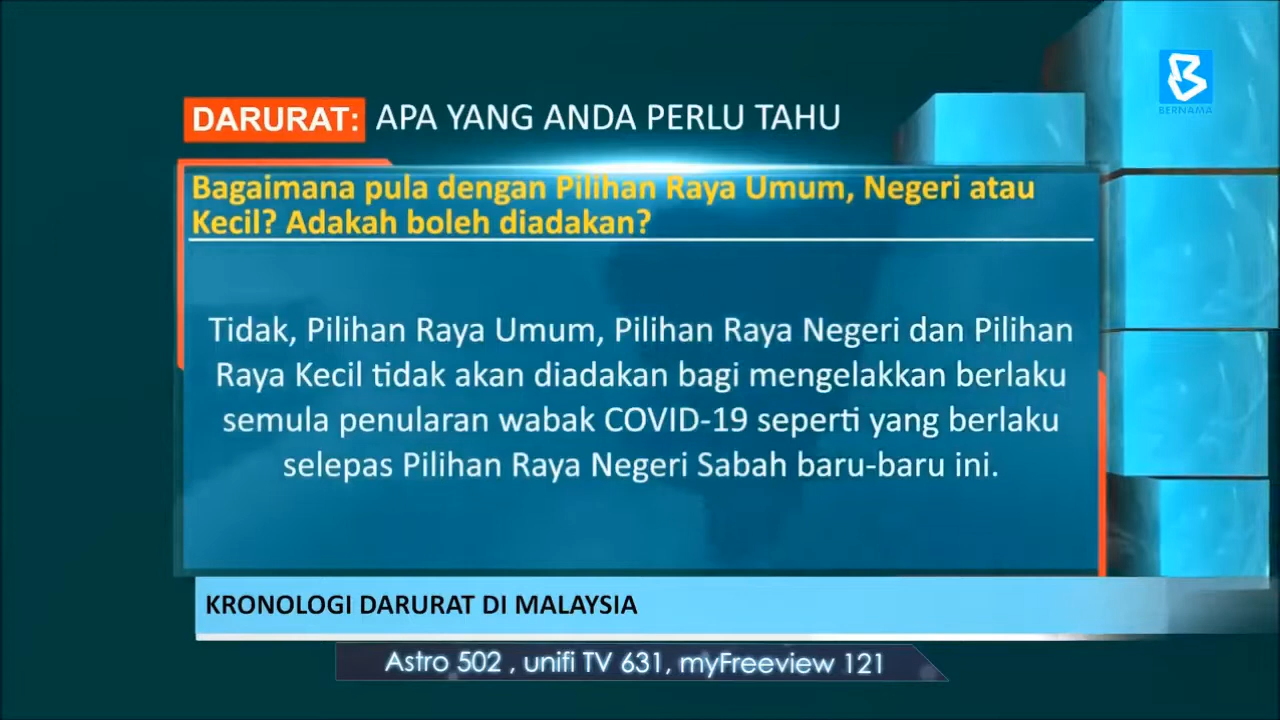 BERNAMA
DARURAT: APA YANG ANDA PERLU TAHU
Bagaimana pula dengan Pilihan Raya Umum, Negeri atau
Kecil? Adakah boleh diadakan?
Tidak, Pilihan Raya Umum, Pilihan Raya Negeri dan Pilihan
Raya Kecil tidak akan diadakan bagi mengelakkan berlaku
semula penularan wabak COVID-19 seperti yang berlaku
selepas Pilihan Raya Negeri Sabah baru-baru ini.
KRONOLOGI DARURAT DI MALAYSIA
Astro 502 , unifi TV 631, myFreeview 121